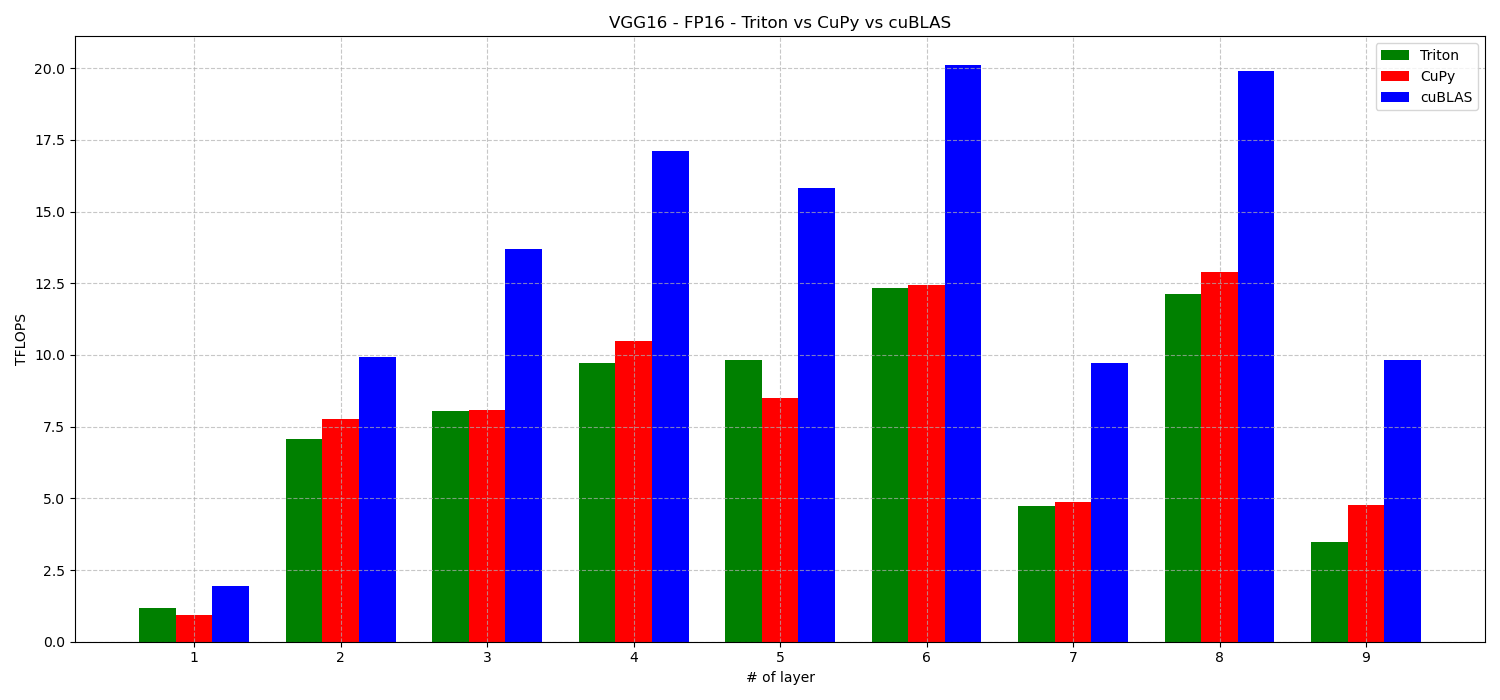 VGG16 - FP16 - Triton vs CuPy vs cuBLAS
Triton
CuPy
cuBLAS
TFLOPS
20.0
17.5
15.0
12.5
10.0
7.5
5.0
2.5
0.0
1 2 3 4 5 6 7 8 9
# of layer